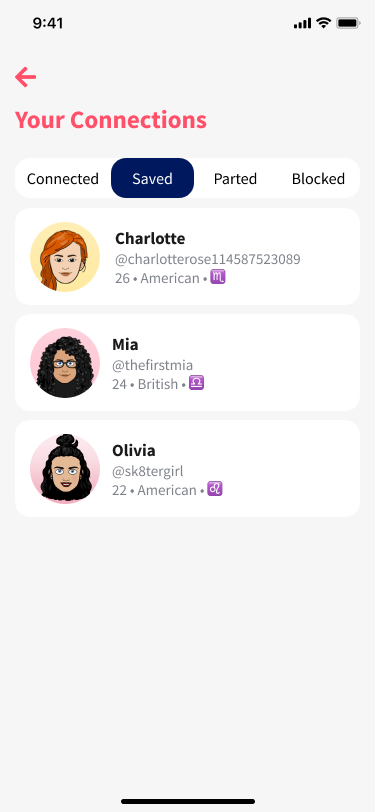 9:41
Your Connections
Connected Saved Parted Blocked
Charlotte
@charlotterose114587523089
26 • American • ♏
Mia
@thefirstmia
24 • British • ♎
Olivia
@sk8tergirl
22 • American • ♌